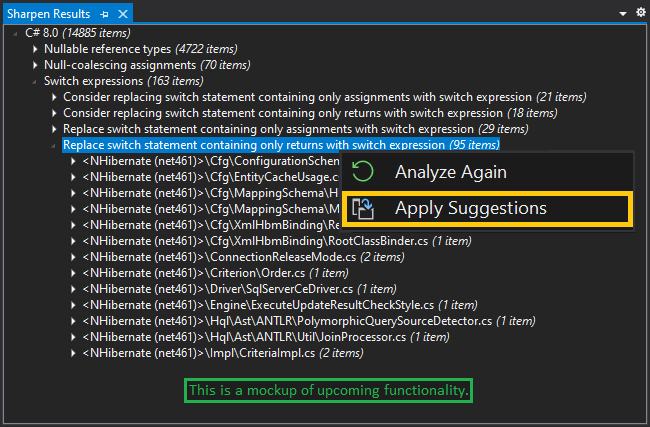 Sharpen Results
C# 8.0 (14885 items)
Nullable reference types (4722 items)
Null-coalescing assignments (70 items)
Switch expressions (163 items)
Consider replacing switch statement containing only assignments with switch expression (21 items)
Consider replacing switch statement containing only returns with switch expression (18 items)
Replace switch statement containing only assignments with switch expression (29 items)
Replace switch statement containing only returns with switch expression (95 items)
<NHibernate (net461)>\Cfg\ConfigurationSchem
Analyze Again
<NHibernate (net461)>\Cfg\EntityCacheUsage.c
<NHibernate (net461)>\Cfg\MappingSchema\H
Apply Suggestions
<NHibernate (net461)>\Cfg\MappingSchema\M
<NHibernate (net461)>\Cfg\XmlHbmBinding\Re
<NHibernate (net461)>\Cfg\XmlHbmBinding\RootClassBinder.cs (1 item)
<NHibernate (net461)>\ConnectionReleaseMode.cs (2 items)
<NHibernate (net461)>\Criterion\Order.cs (1 item)
<NHibernate (net461)>\Driver\SqlServerCeDriver.cs (1 item)
<NHibernate (net461)>\Engine\ExecuteUpdateResultCheckStyle.cs (1 item)
<NHibernate (net461)>\Hql\Ast\ANTLR\PolymorphicQuerySourceDetector.cs (1 item)
<NHibernate (net461)>\Hql\Ast\ANTLR\Util\JoinProcessor.cs (1 item)
<NHibernate (net461)>\Impl\CriteriaImpl.cs (2 items)
This is a mockup of upcoming functionality.